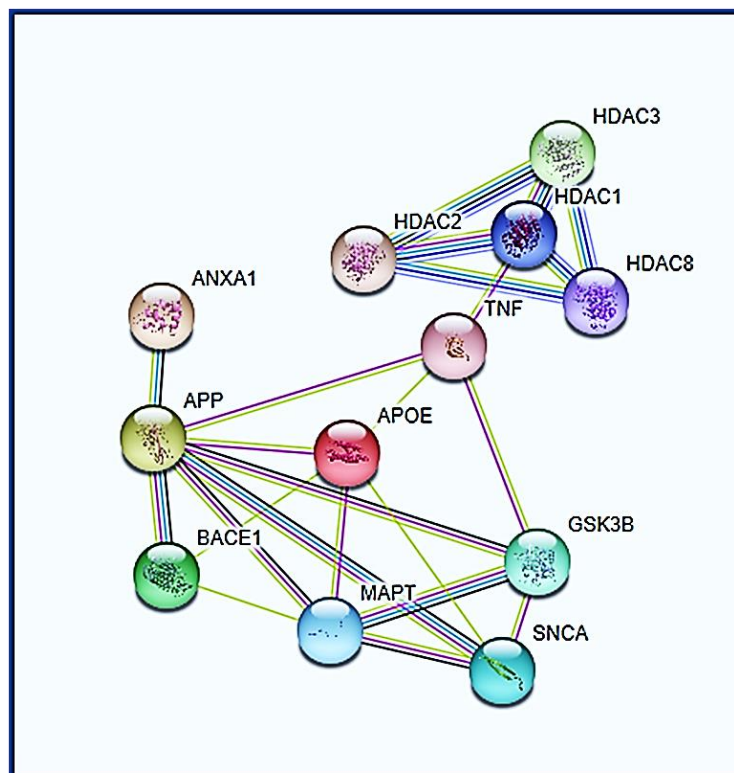 HDAC3
HDAC1
HDAC2
HDAC8
ANXA1
TNF
APP
APOE
GSK3B
BACE1
MAPT
SNCA